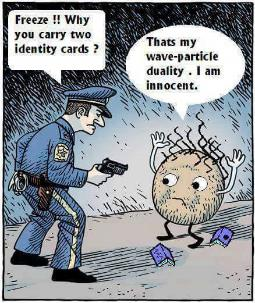 Freeze !! Why
you carry two
identity cards ?
Thats my
wave-particle
duality . I am
innocent.